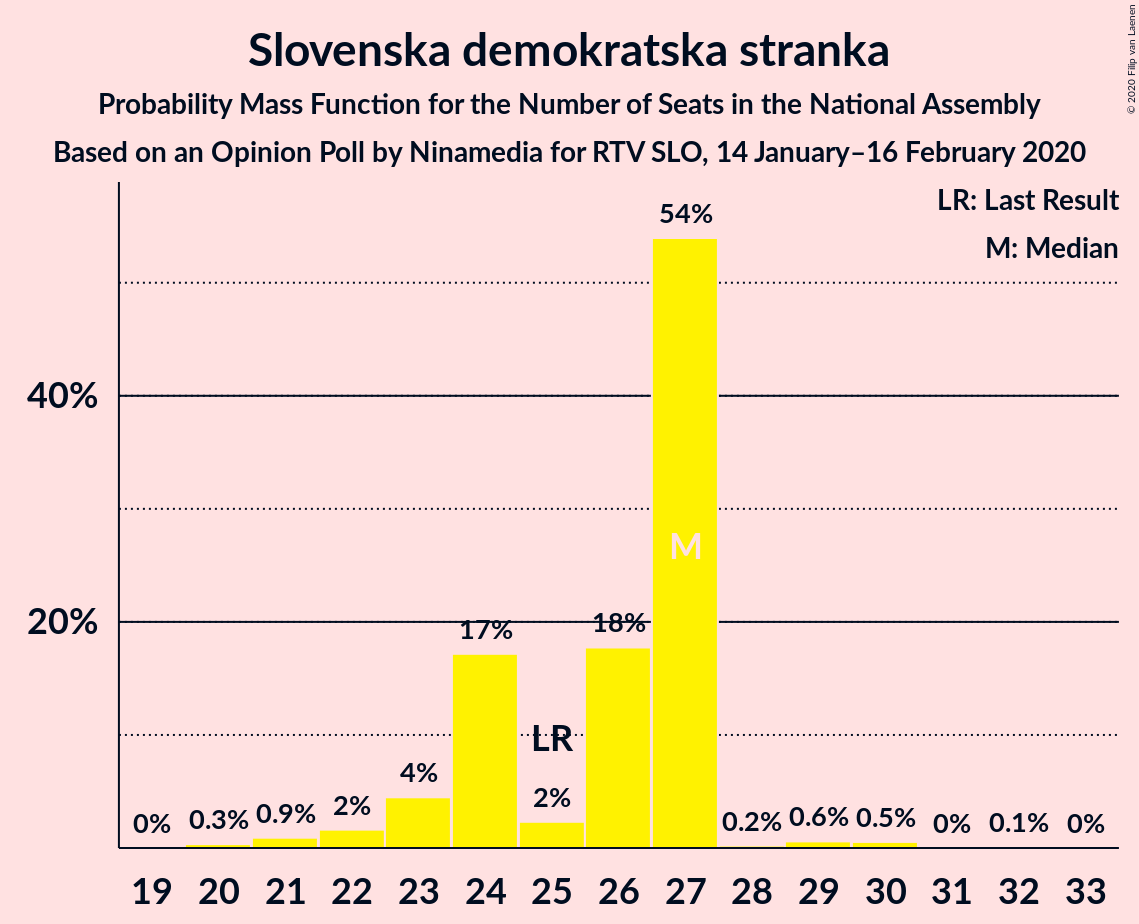 Slovenska demokratska stranka
Probability Mass Function for the Number of Seats in the National Assembly
Based on an Opinion Poll by Ninamedia for RTV SLO, 14 January–16 February 2020
© 2020 Filip van Laenen
LR: Last Result
M: Median
40%
20%
0%
0.3%
0.9%
2%
4%
17%
2%
18%
54%
0.2%
0.6%
0.5%
0%
0.1%
0%
LR
M
19 20 21 22 23 24 25 26 27 28 29 30 31 32 33